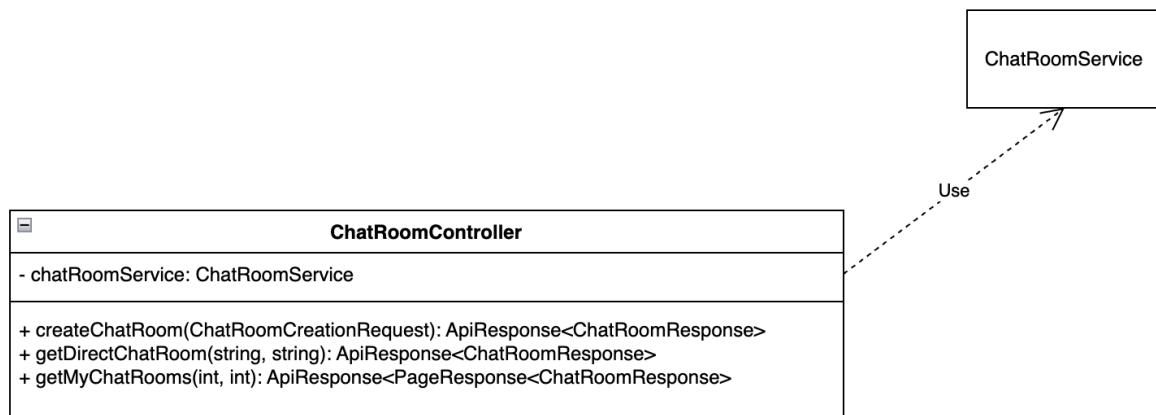 ChatRoomService
Use
ChatRoomController
- chatRoomService: ChatRoomService
+ createChatRoom(ChatRoomCreationRequest): ApiResponse<ChatRoomResponse>
+ getDirectChatRoom(string, string): ApiResponse<ChatRoomResponse>
+ getMyChatRooms(int, int): ApiResponse<PageResponse<ChatRoomResponse>